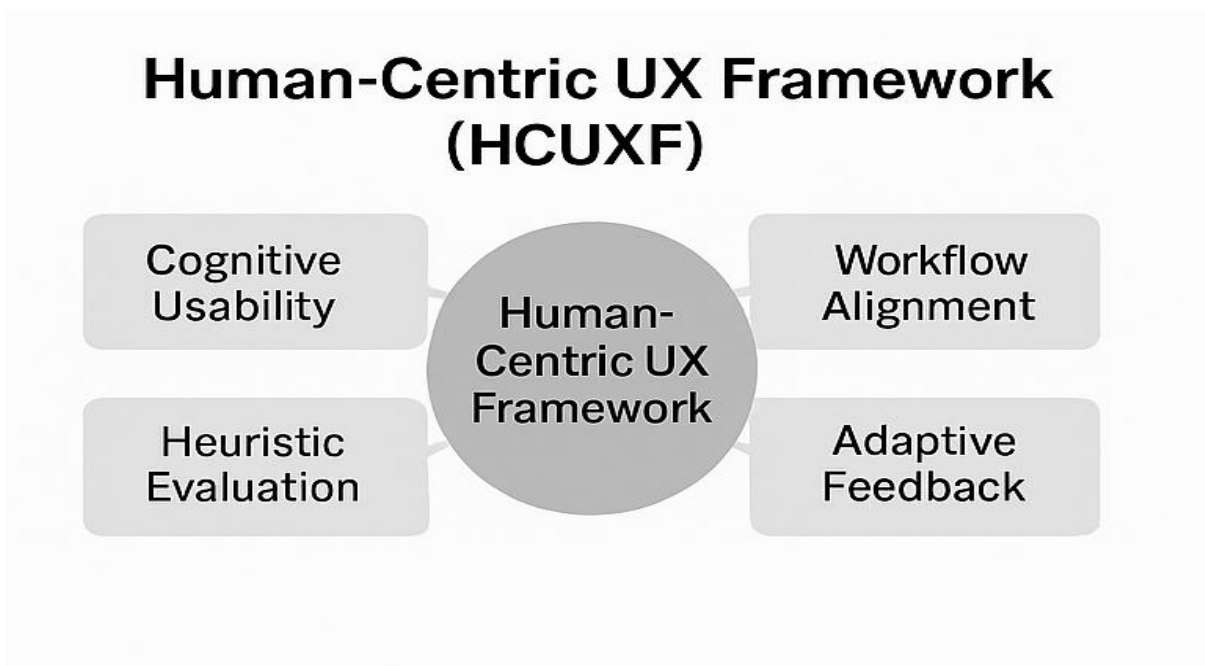 Human-Centric UX Framework
(HCUXF)
Cognitive
Usability
Human-
Centric UX
Framework
Workflow
Alignment
Heuristic
Evaluation
Adaptive
Feedback